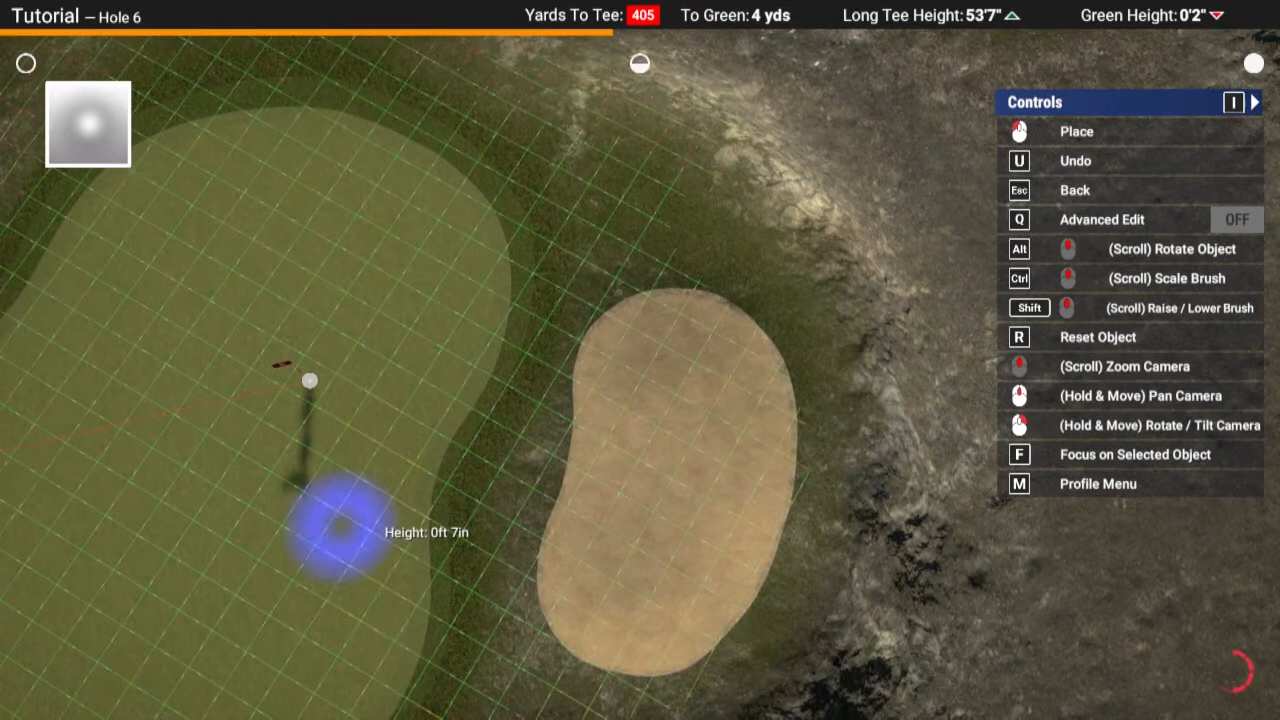 Tutorial — Hole 6
Yards To Tee: 405
To Green: 4 yds
Long Tee Height: 53'7"
Green Height: 0'2"
Controls
I
Place
U Undo
Esc Back
Q Advanced Edit OFF
Alt (Scroll) Rotate Object
Ctrl (Scroll) Scale Brush
Shift (Scroll) Raise / Lower Brush
R Reset Object
(Scroll) Zoom Camera
(Hold & Move) Pan Camera
(Hold & Move) Rotate / Tilt Camera
F Focus on Selected Object
M Profile Menu
Height: 0ft 7in